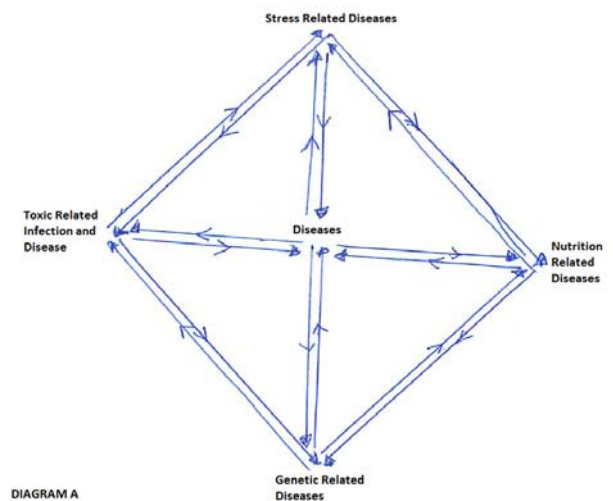 Stress Related Diseases
Toxic Related
Infection and
Disease
Diseases
Nutrition
Related
Diseases
Genetic Related
Diseases
DIAGRAM A